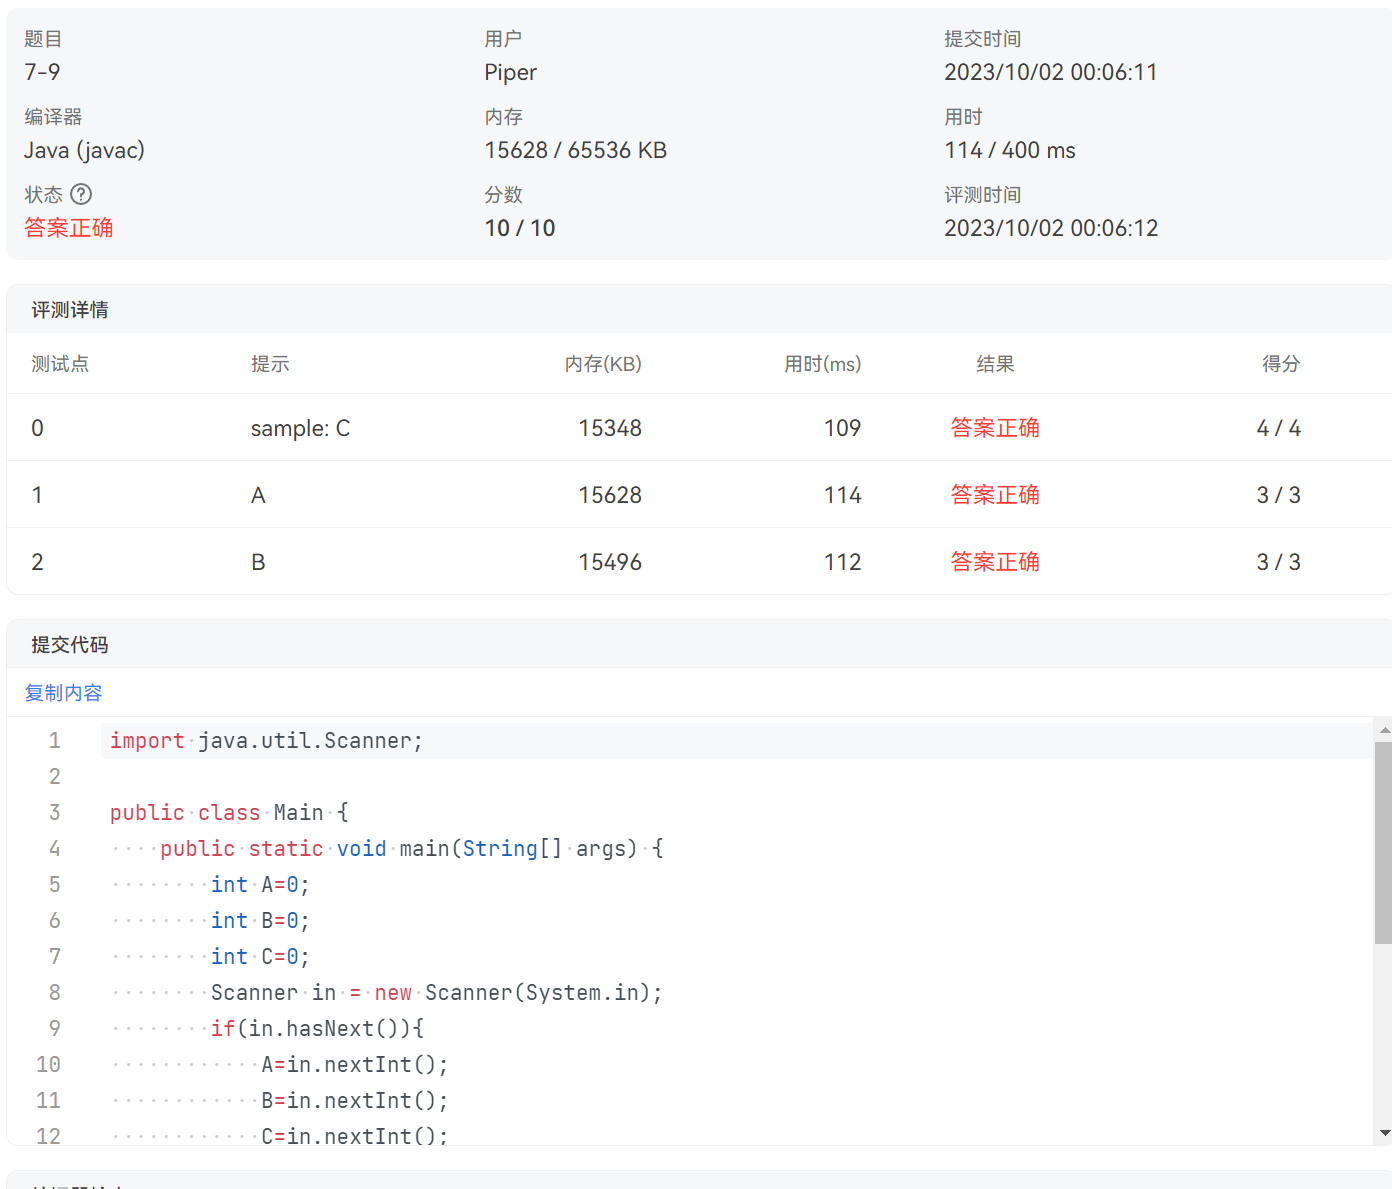 题目 用户 提交时间
7-9 Piper 2023/10/02 00:06:11
编译器 内存 用时
Java (javac) 15628 / 65536 KB 114 / 400 ms
状态 ? 分数 评测时间
答案正确 10 / 10 2023/10/02 00:06:12
评测详情
测试点 提示 内存(KB) 用时(ms) 结果 得分
0 sample: C 15348 109 答案正确 4 / 4
1 A 15628 114 答案正确 3 / 3
2 B 15496 112 答案正确 3 / 3
提交代码
复制内容
1 import java.util.Scanner;
2
3 public class Main {
4 public static void main(String[] args) {
5 int A=0;
6 int B=0;
7 int C=0;
8 Scanner in = new Scanner(System.in);
9 if(in.hasNext()){
10 A=in.nextInt();
11 B=in.nextInt();
12 C=in.nextInt();